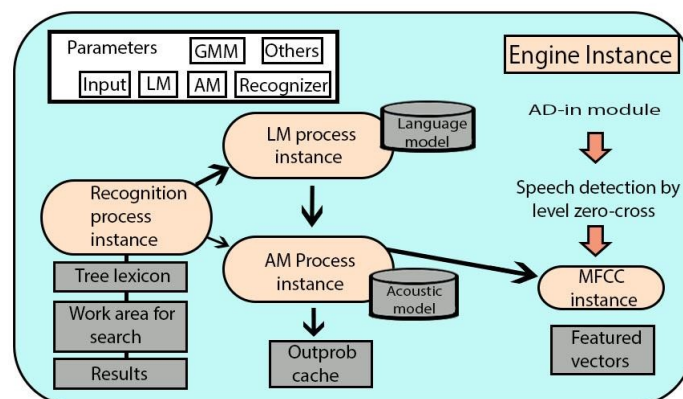 Parameters
GMM
Others
Input
LM
AM
Recognizer
Engine Instance
AD-in module
Speech detection by
level zero-cross
MFCC
instance
Featured
vectors
LM process
instance
Language
model
Recognition
process
instance
AM Process
instance
Acoustic
model
Tree lexicon
Work area for
search
Results
Outprob
cache